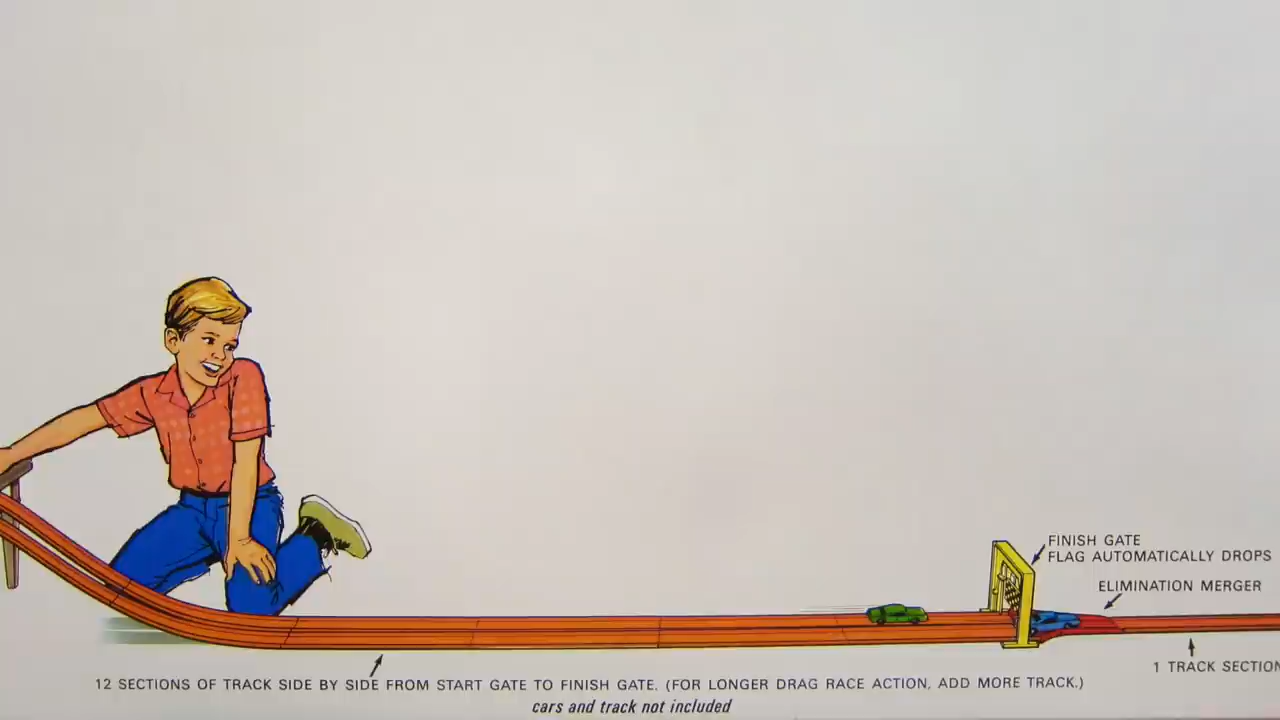 FINISH GATE
FLAG AUTOMATICALLY DROPS
ELIMINATION MERGER
1 TRACK SECTION
12 SECTIONS OF TRACK SIDE BY SIDE FROM START GATE TO FINISH GATE. (FOR LONGER DRAG RACE ACTION, ADD MORE TRACK.)
cars and track not included